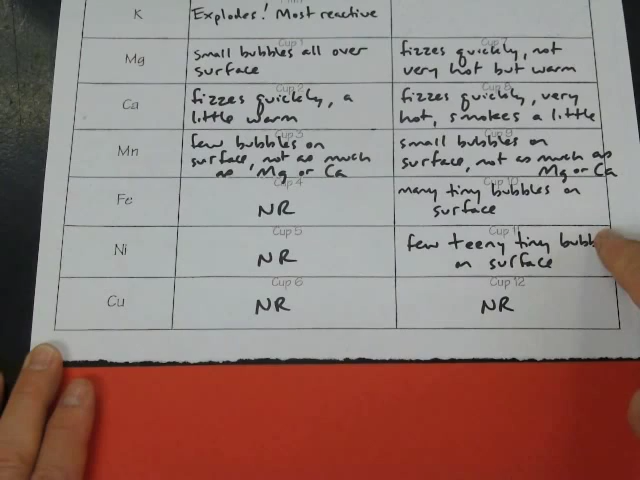 K
Explodes! Most reactive
Mg
Cup 1
small bubbles all over
surface
Cup 7
fizzes quickly, not
very hot but warm
Ca
Cup 2
fizzes quickly, a
little warm
Cup 8
fizzes quickly, very
hot, smokes a little
Mn
Cup 3
few bubbles on
surface, not as much
as Mg or Ca
Cup 9
small bubbles on
surface, not as much as
Mg or Ca
Fe
Cup 4
NR
Cup 10
many tiny bubbles on
surface
Ni
Cup 5
NR
Cup 11
few teeny tiny bubb
on surface
Cu
Cup 6
NR
Cup 12
NR